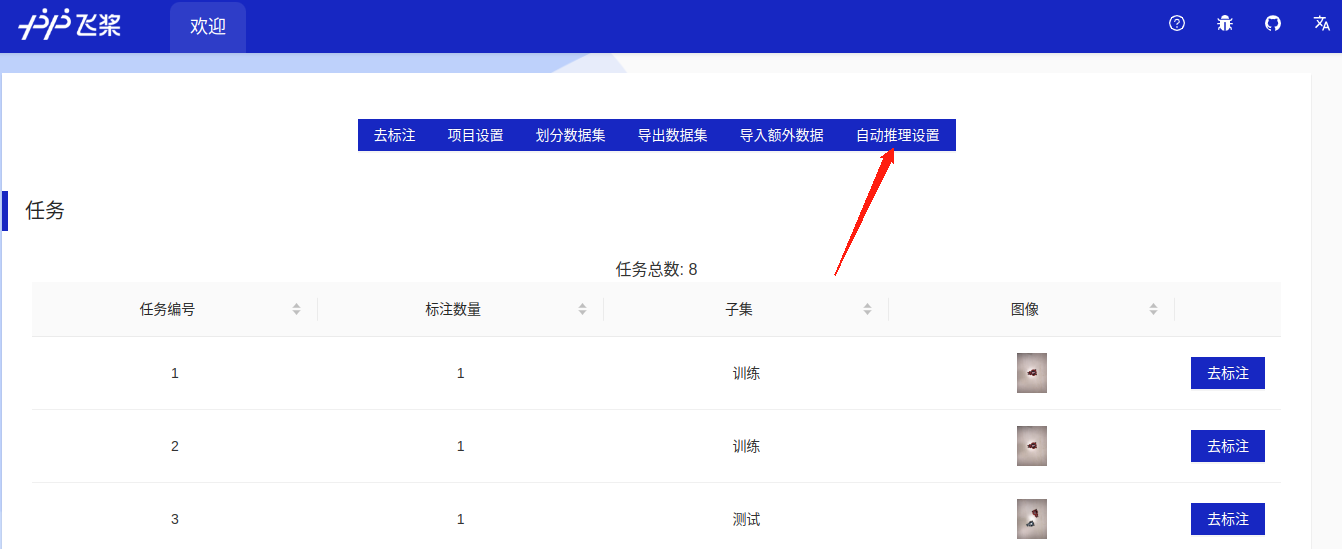 飞桨 欢迎
去标注 项目设置 划分数据集 导出数据集 导入额外数据 自动推理设置
任务
任务总数: 8
任务编号 标注数量 子集 图像
1 1 训练 去标注
2 1 训练 去标注
3 1 测试 去标注